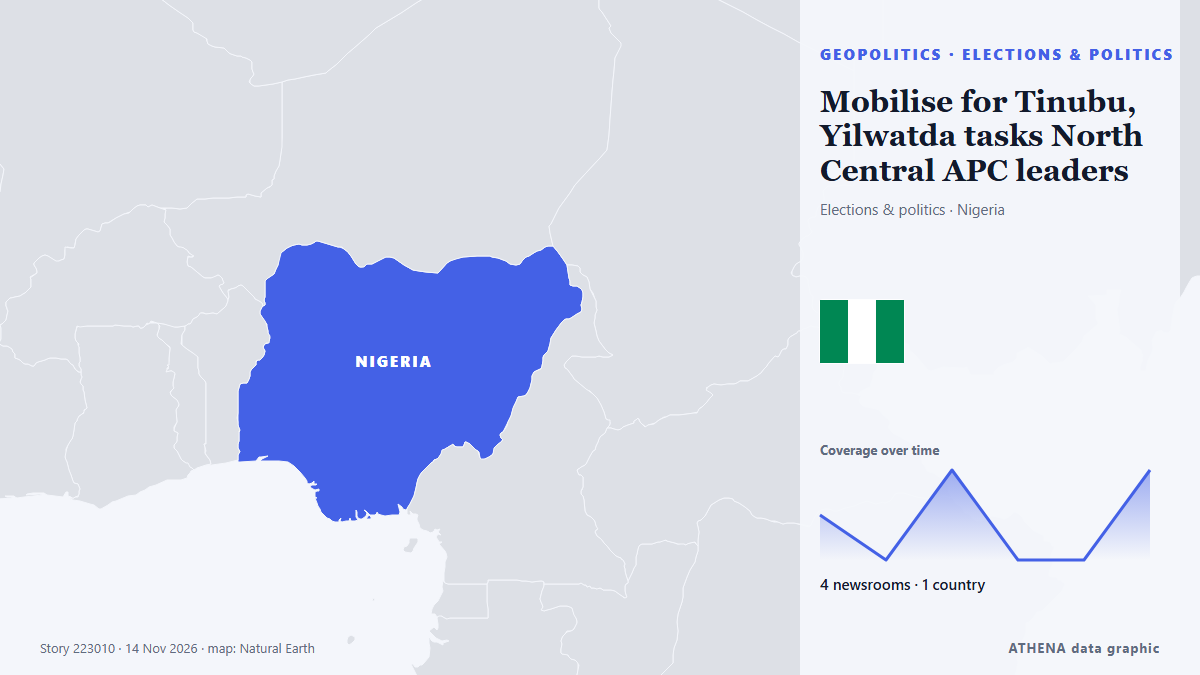 GEOPOLITICS · ELECTIONS & POLITICS
Mobilise for Tinubu,
Yilwatda tasks North
Central APC leaders
Elections & politics · Nigeria
NIGERIA
Coverage over time
4 newsrooms · 1 country
Story 223010 · 14 Nov 2026 · map: Natural Earth
ATHENA data graphic